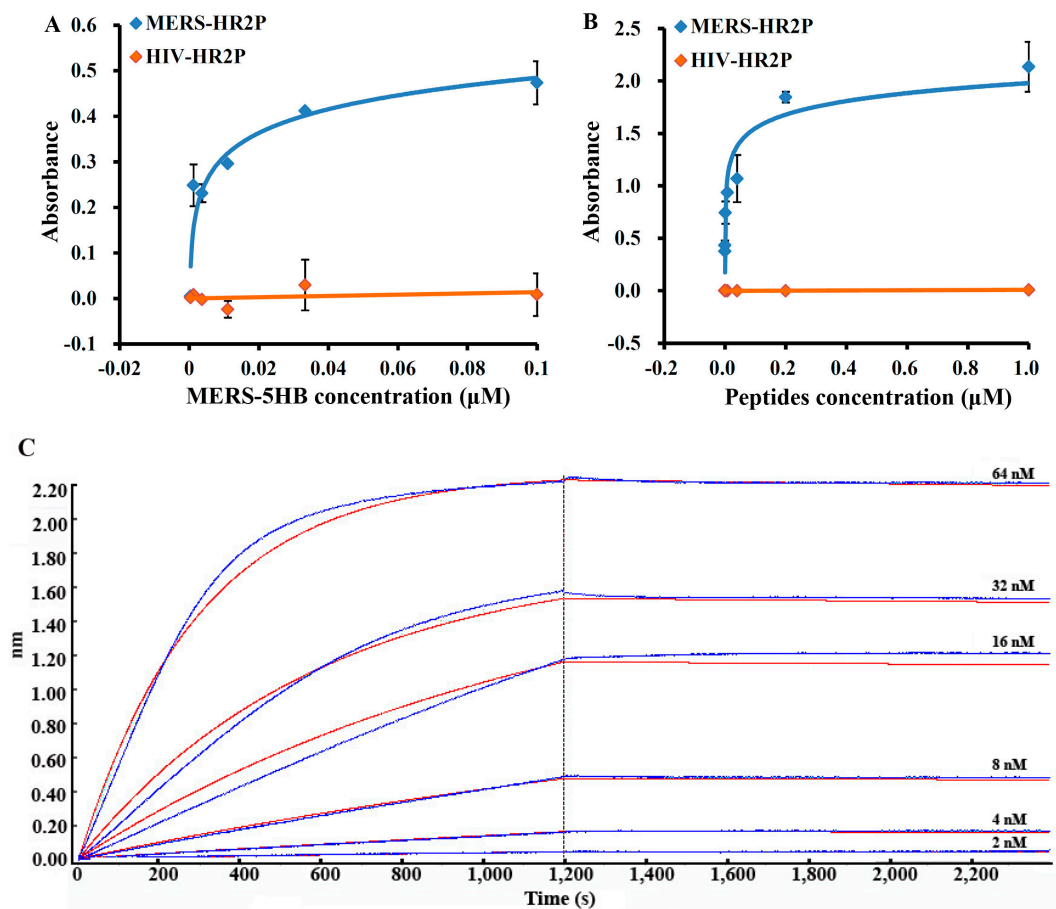 A
MERS-HR2P
HIV-HR2P
0.6
0.5
0.4
0.3
0.2
0.1
0.0
-0.1
-0.02
0
0.02
0.04
0.06
0.08
0.1
Absorbance
MERS-5HB concentration (µM)
B
MERS-HR2P
HIV-HR2P
2.5
2.0
1.5
1.0
0.5
0.0
-0.5
-0.2
0.0
0.2
0.4
0.6
0.8
1.0
Absorbance
Peptides concentration (µM)
C
2.20
2.00
1.80
1.60
1.40
1.20
1.00
0.80
0.60
0.40
0.20
0.00
nm
64 nM
32 nM
16 nM
8 nM
4 nM
2 nM
0
200
400
600
800
1,000
1,200
1,400
1,600
1,800
2,000
2,200
Time (s)